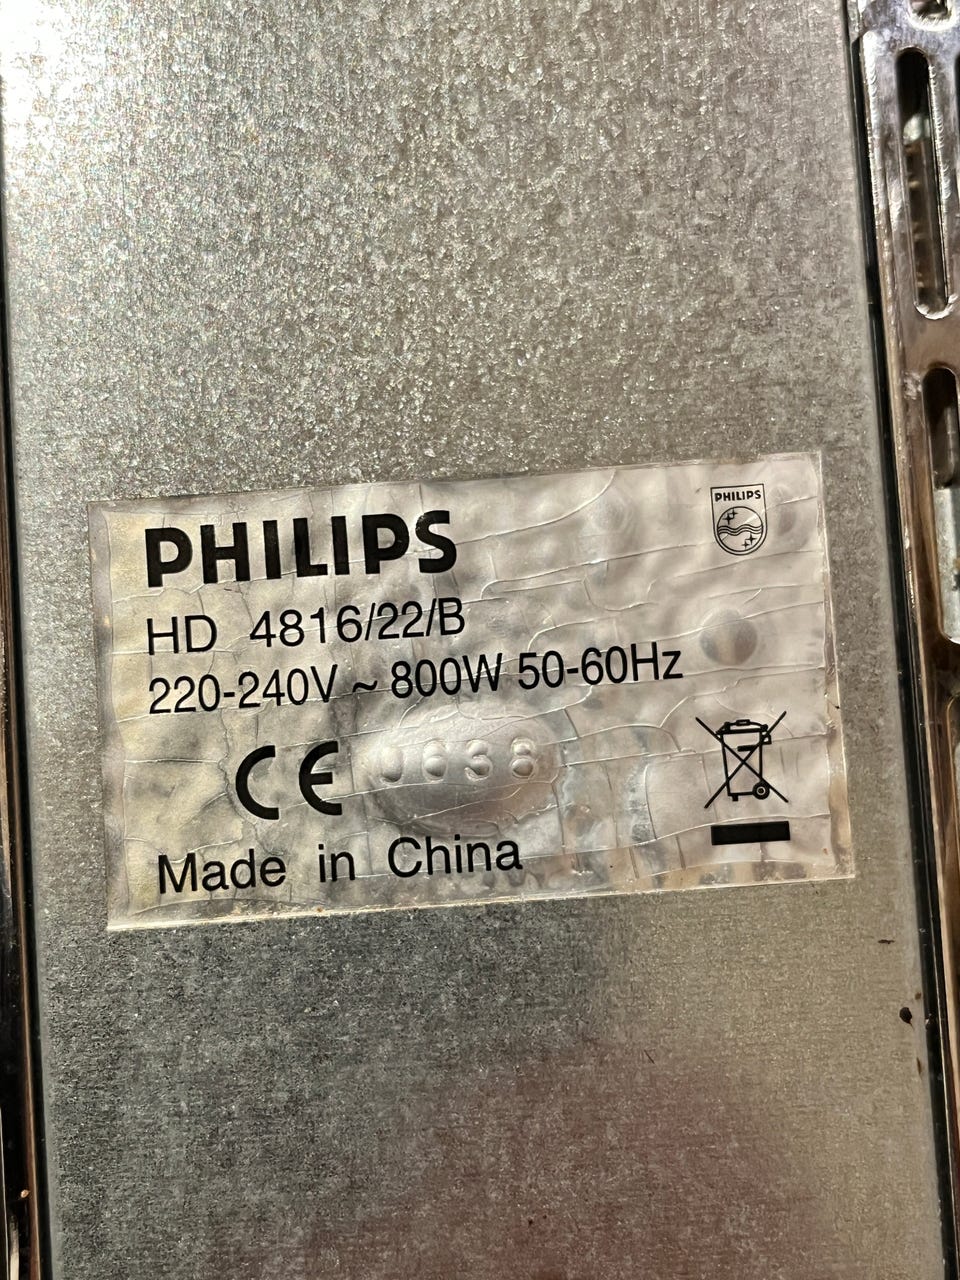 PHILIPS
PHILIPS
HD 4816/22/B
220-240V ~ 800W 50-60Hz
CE
Made in China